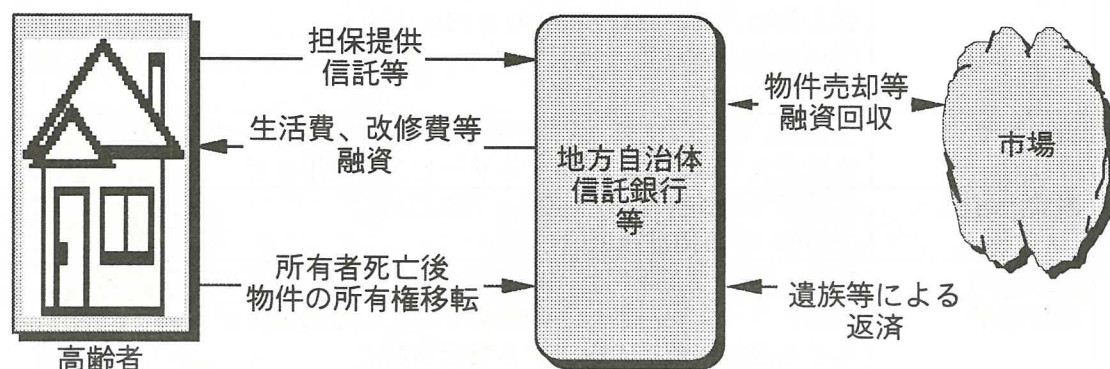 担保提供
信託等
生活費、改修費等
融資
所有者死亡後
物件の所有権移転
高齢者
地方自治体
信託銀行
等
物件売却等
融資回収
市場
遺族等による
返済